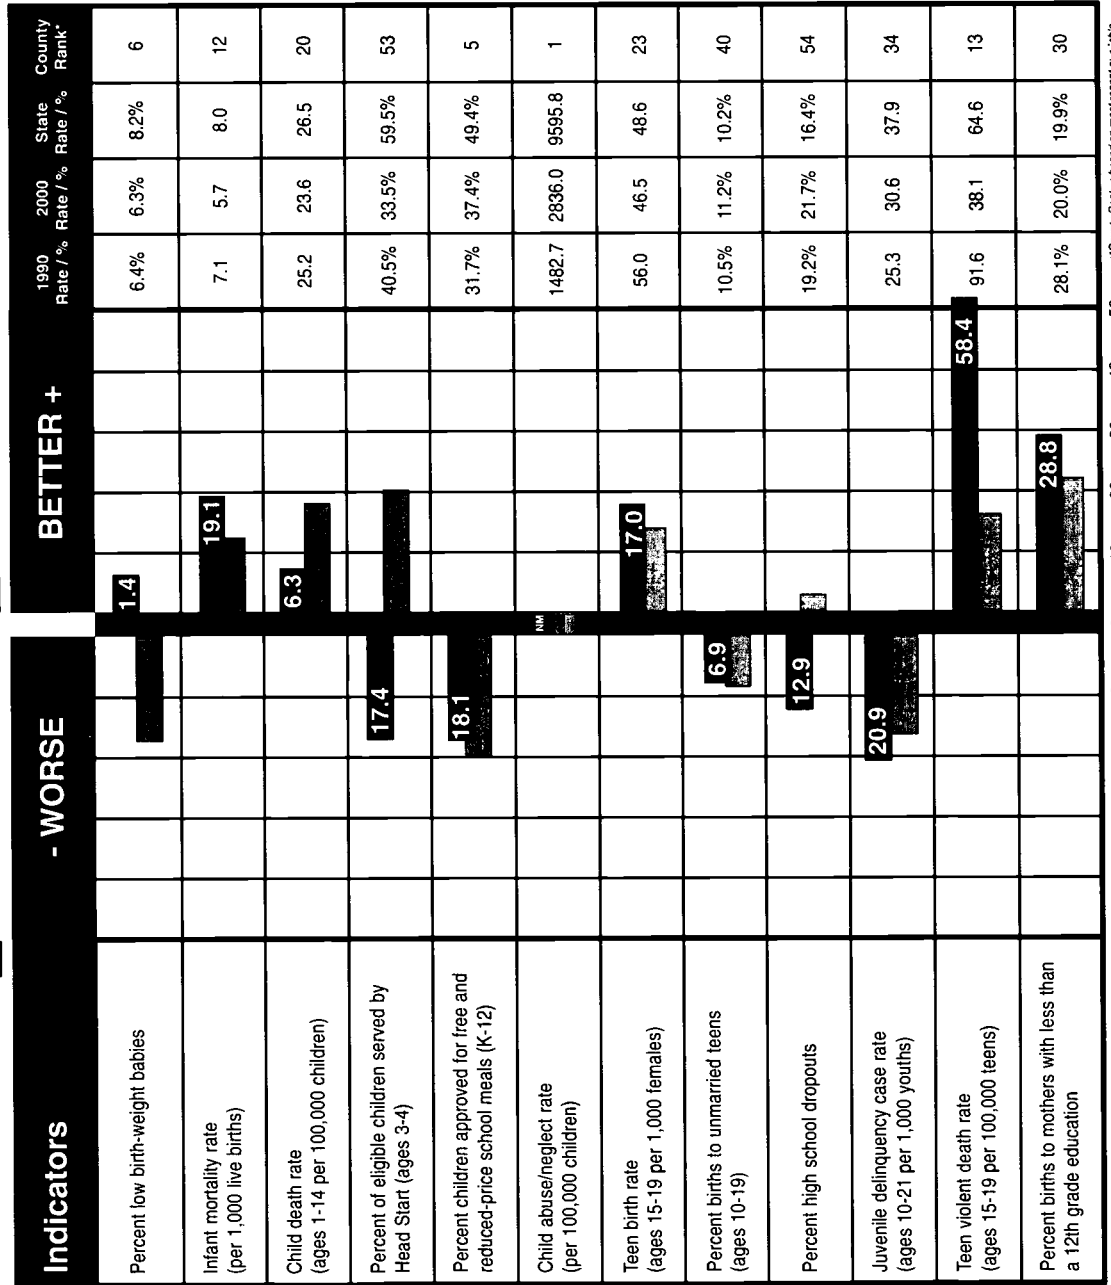 Indicators - WORSE BETTER + 1990 Rate / % 2000 Rate / % State Rate / % County Rank*
Percent low birth-weight babies 1.4 6.4% 6.3% 8.2% 6
Infant mortality rate
(per 1,000 live births) 19.1 7.1 5.7 8.0 12
Child death rate
(ages 1-14 per 100,000 children) 6.3 25.2 23.6 26.5 20
Percent of eligible children served by
Head Start (ages 3-4) 17.4 40.5% 33.5% 59.5% 53
Percent children approved for free and
reduced-price school meals (K-12) 18.1 31.7% 37.4% 49.4% 5
Child abuse/neglect rate
(per 100,000 children) NM 1482.7 2836.0 9595.8 1
Teen birth rate
(ages 15-19 per 1,000 females) 17.0 56.0 46.5 48.6 23
Percent births to unmarried teens
(ages 10-19) 6.9 10.5% 11.2% 10.2% 40
Percent high school dropouts 12.9 19.2% 21.7% 16.4% 54
Juvenile delinquency case rate
(ages 10-21 per 1,000 youths) 20.9 25.3 30.6 37.9 34
Teen violent death rate
(ages 15-19 per 100,000 teens) 58.4 91.6 38.1 64.6 13
Percent births to mothers with less than
a 12th grade education 28.8 28.1% 20.0% 19.9% 30